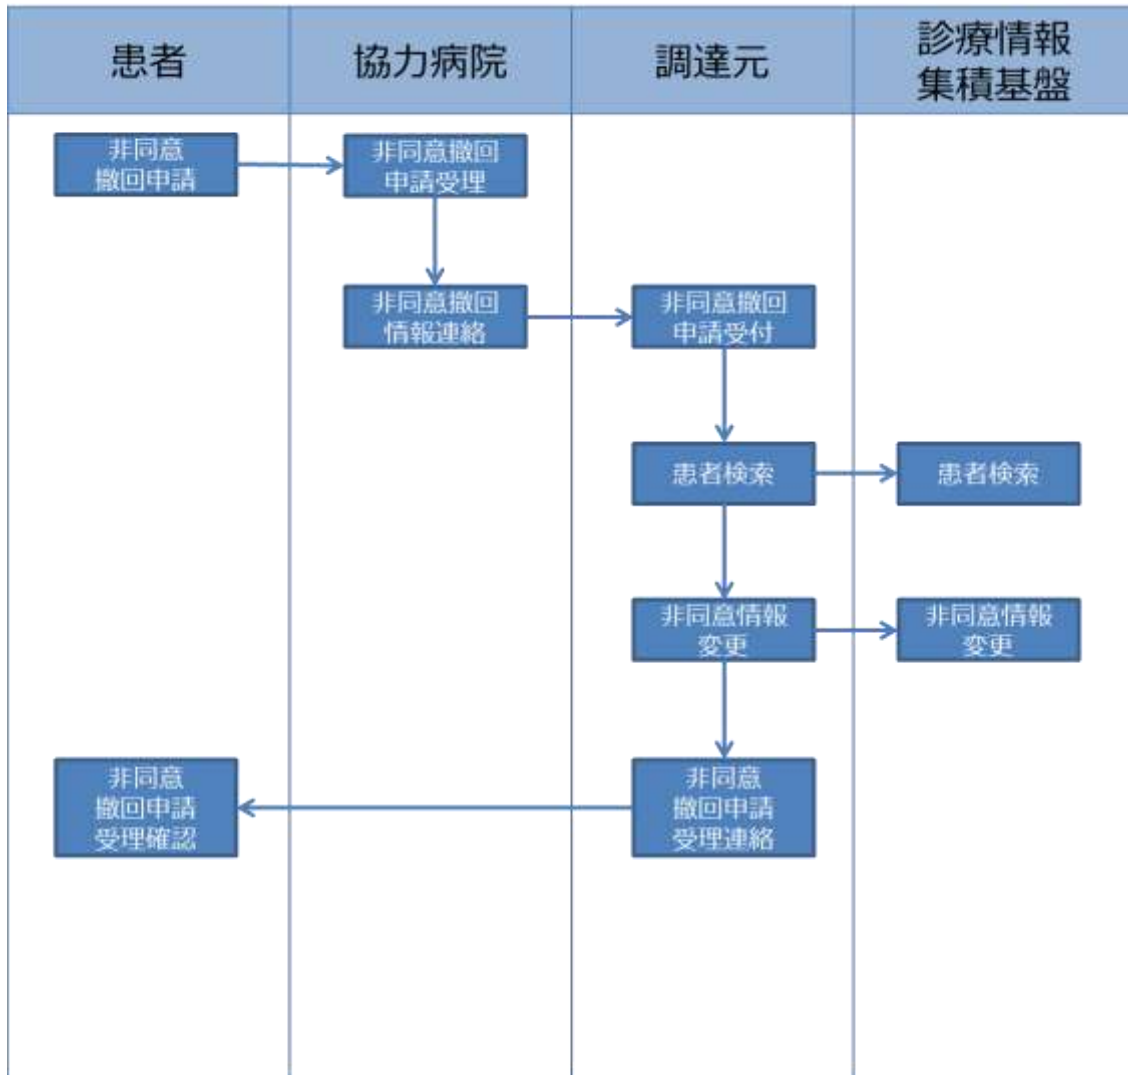 患者
協力病院
調達元
診療情報
集積基盤
非同意
撤回申請
非同意撤回
申請受理
非同意撤回
情報連絡
非同意撤回
申請受付
患者検索
患者検索
非同意情報
変更
非同意情報
変更
非同意
撤回申請
受理確認
非同意
撤回申請
受理連絡